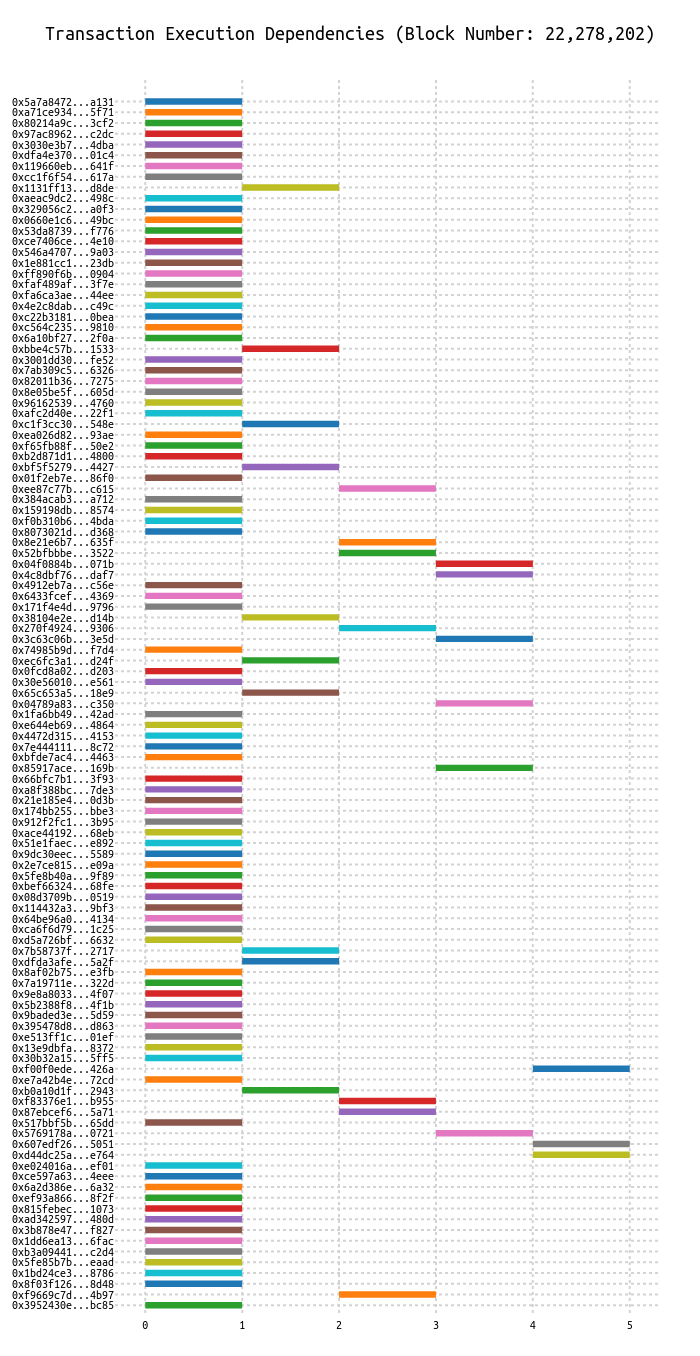 Transaction Execution Dependencies (Block Number: 22,278,202)
0x5a7a8472...a131
0xa71ce934...5f71
0x80214a9c...3cf2
0x97ac8962...c2dc
0x3030e3b7...4dba
0xdfa4e370...01c4
0x119660eb...641f
0xcc1f6f54...617a
0x1131ff13...d8de
0xaeac9dc2...498c
0x329056c2...a0f3
0x0660e1c6...49bc
0x53da8739...f776
0xce7406ce...4e10
0x546a4707...9a03
0x1e881cc1...23db
0xff890f6b...0904
0xfaf489af...3f7e
0xfa6ca3ae...44ee
0x4e2c8dab...c49c
0xc22b3181...0bea
0xc564c235...9810
0x6a10bf27...2f0a
0xbbe4c57b...1533
0x3001dd30...fe52
0x7ab309c5...6326
0x82011b36...7275
0x8e05be5f...605d
0x96162539...4760
0xafc2d40e...22f1
0xc1f3cc30...548e
0xea026d82...93ae
0xf65fb88f...50e2
0xb2d871d1...4800
0xbf5f5279...4427
0x01f2eb7e...86f0
0xee87c77b...c615
0x384acab3...a712
0x159198db...8574
0xf0b310b6...4bda
0x8073021d...d368
0x8e21e6b7...635f
0x52bfbbbe...3522
0x04f0884b...071b
0x4c8dbf76...daf7
0x4912eb7a...c56e
0x6433fcef...4369
0x171f4e4d...9796
0x38104e2e...d14b
0x270f4924...9306
0x3c63c06b...3e5d
0x74985b9d...f7d4
0xec6fc3a1...d24f
0x0fcd8a02...d203
0x30e56010...e561
0x65c653a5...18e9
0x04789a83...c350
0x1fa6bb49...42ad
0xe644eb69...4864
0x4472d315...4153
0x7e444111...8c72
0xbfde7ac4...4463
0x85917ace...169b
0x66bfc7b1...3f93
0xa8f388bc...7de3
0x21e185e4...0d3b
0x174bb255...bbe3
0x912f2fc1...3b95
0xace44192...68eb
0x51e1faec...e892
0x9dc30eec...5589
0x2e7ce815...e09a
0x5fe8b40a...9f89
0xbef66324...68fe
0x08d3709b...0519
0x114432a3...9bf3
0x64be96a0...4134
0xca6f6d79...1c25
0xd5a726bf...6632
0x7b58737f...2717
0xdfda3afe...5a2f
0x8af02b75...e3fb
0x7a19711e...322d
0x9e8a8033...4f07
0x5b2388f8...4f1b
0x9baded3e...5d59
0x395478d8...d863
0xe513ff1c...01ef
0x13e9dbfa...8372
0x30b32a15...5ff5
0xf00f0ede...426a
0xe7a42b4e...72cd
0xb0a10d1f...2943
0xf83376e1...b955
0x87ebcef6...5a71
0x517bbf5b...65dd
0x5769178a...0721
0x607edf26...5051
0xd44dc25a...e764
0xe024016a...ef01
0xce597a63...4eee
0x6a2d386e...6a32
0xef93a866...8f2f
0x815febec...1073
0xad342597...480d
0x3b878e47...f827
0x1dd6ea13...6fac
0xb3a09441...c2d4
0x5fe85b7b...eaad
0x1bd24ce3...8786
0x8f03f126...8d48
0xf9669c7d...4b97
0x3952430e...bc85
0 1 2 3 4 5